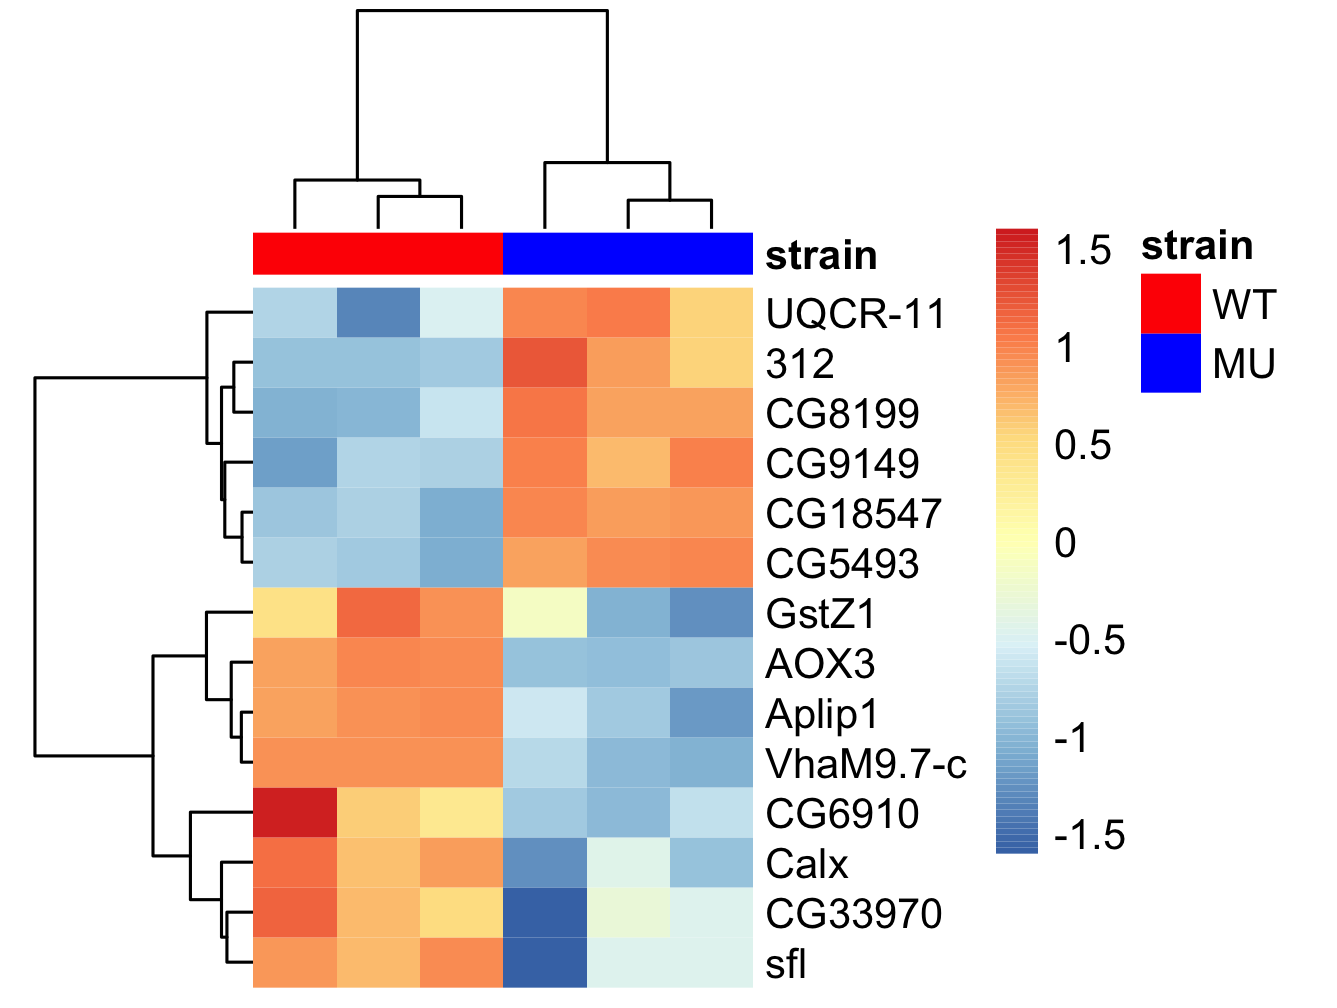 strain
UQCR-11
312
CG8199
CG9149
CG18547
CG5493
GstZ1
AOX3
Aplip1
VhaM9.7-c
CG6910
Calx
CG33970
sfl
1.5
1
0.5
0
-0.5
-1
-1.5
strain
WT
MU